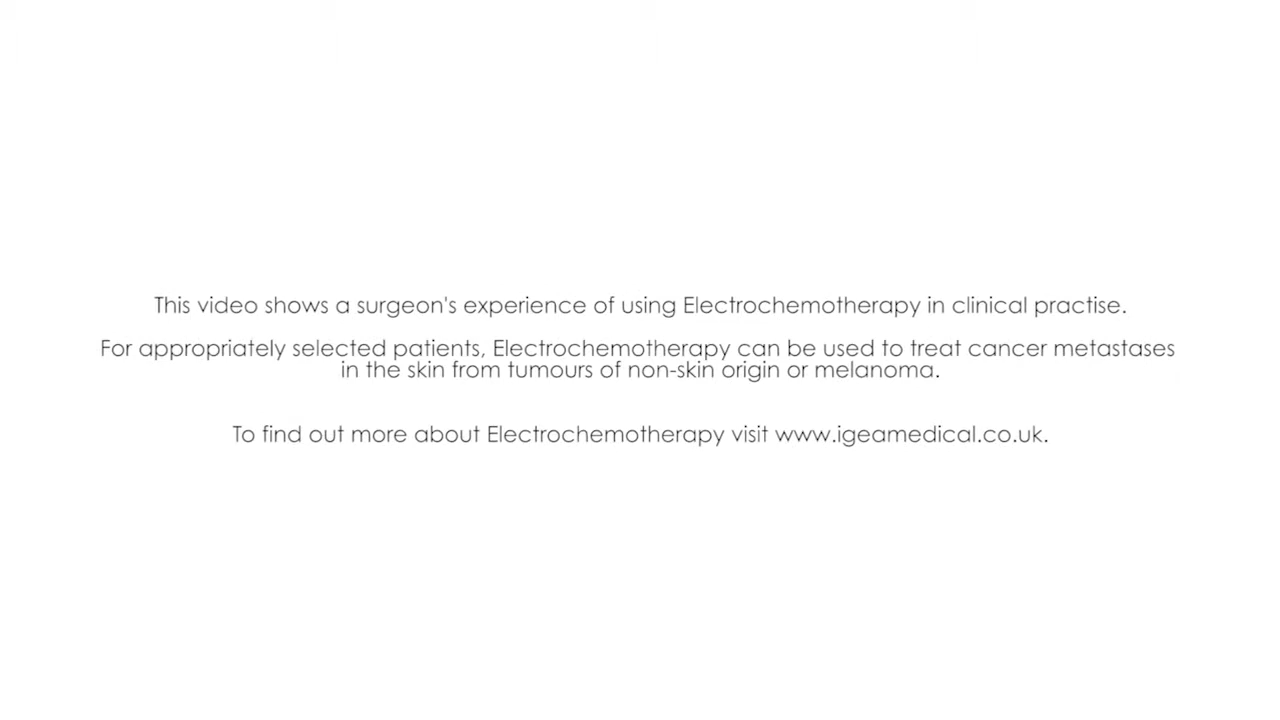 This video shows a surgeon's experience of using Electrochemotherapy in clinical practise.
For appropriately selected patients, Electrochemotherapy can be used to treat cancer metastases
in the skin from tumours of non-skin origin or melanoma.
To find out more about Electrochemotherapy visit www.igeamedical.co.uk.